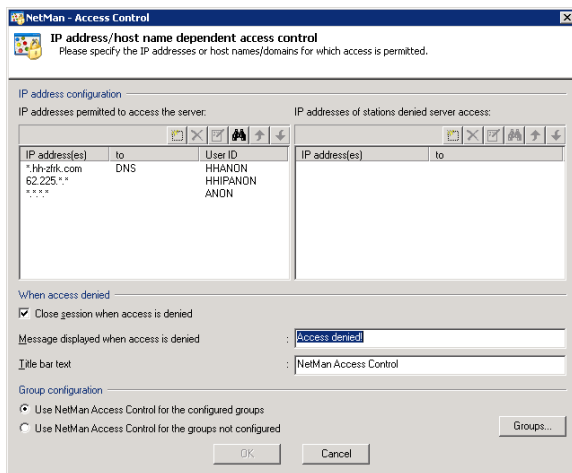 NetMan - Access Control
IP address/host name dependent access control
Please specify the IP addresses or host names/domains for which access is permitted.
IP address configuration
IP addresses permitted to access the server:
IP addresses of stations denied server access:
IP address(es) to User ID
*.hh-zfrk.com DNS HHANON
62.225.*.* HHIPANON
*.*.*.* ANON
IP address(es) to
When access denied
Close session when access is denied
Message displayed when access is denied : Access denied!
Title bar text : NetMan Access Control
Group configuration
Use NetMan Access Control for the configured groups
Use NetMan Access Control for the groups not configured
Groups...
OK Cancel